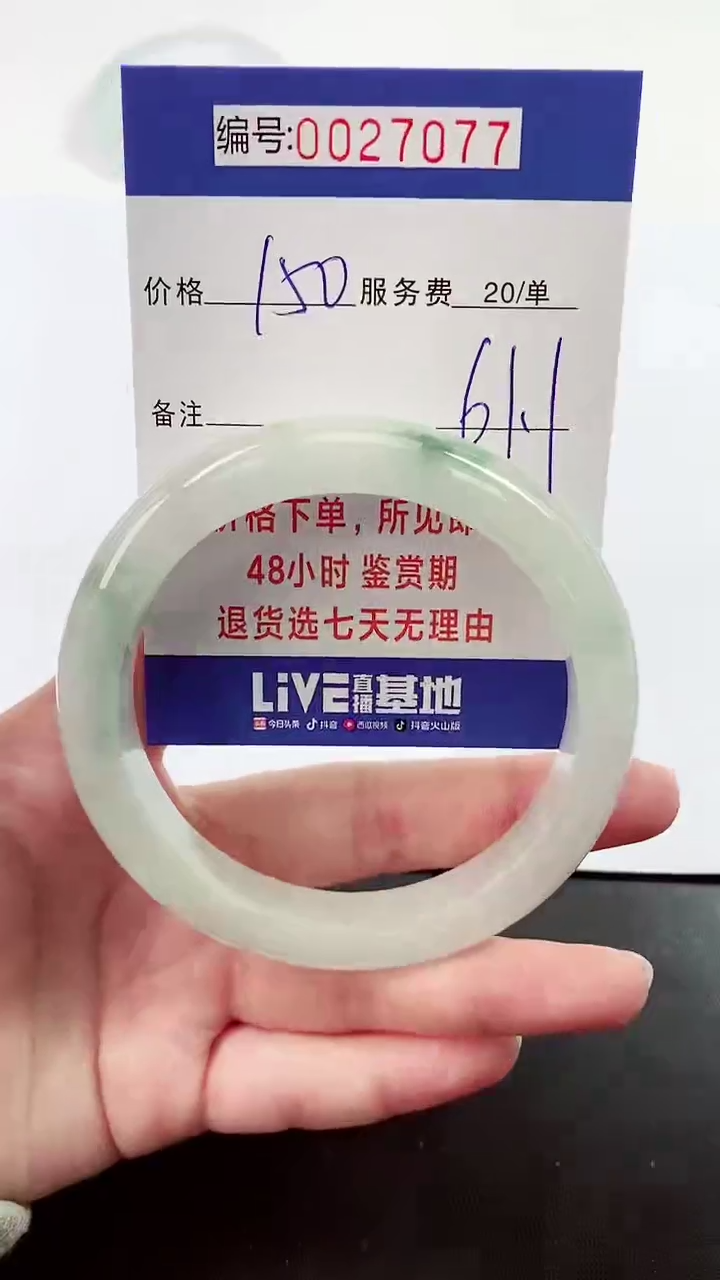 编号:0027077
价格 150 服务费 20/单
备注
价格下单，所见即
48小时 鉴赏期
退货选七天无理由
LiVE直播基地
今日头条 抖音 西瓜视频 抖音火山版